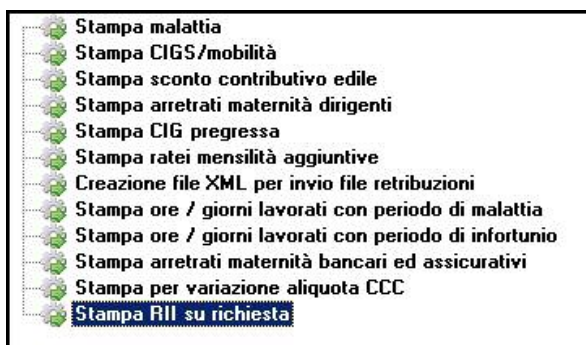 Stampa malattia
Stampa CIGS/mobilità
Stampa sconto contributivo edile
Stampa arretrati maternità dirigenti
Stampa CIG pregressa
Stampa ratei mensilità aggiuntive
Creazione file XML per invio file retribuzioni
Stampa ore / giorni lavorati con periodo di malattia
Stampa ore / giorni lavorati con periodo di infortunio
Stampa arretrati maternità bancari ed assicurativi
Stampa per variazione aliquota CCC
Stampa RII su richiesta